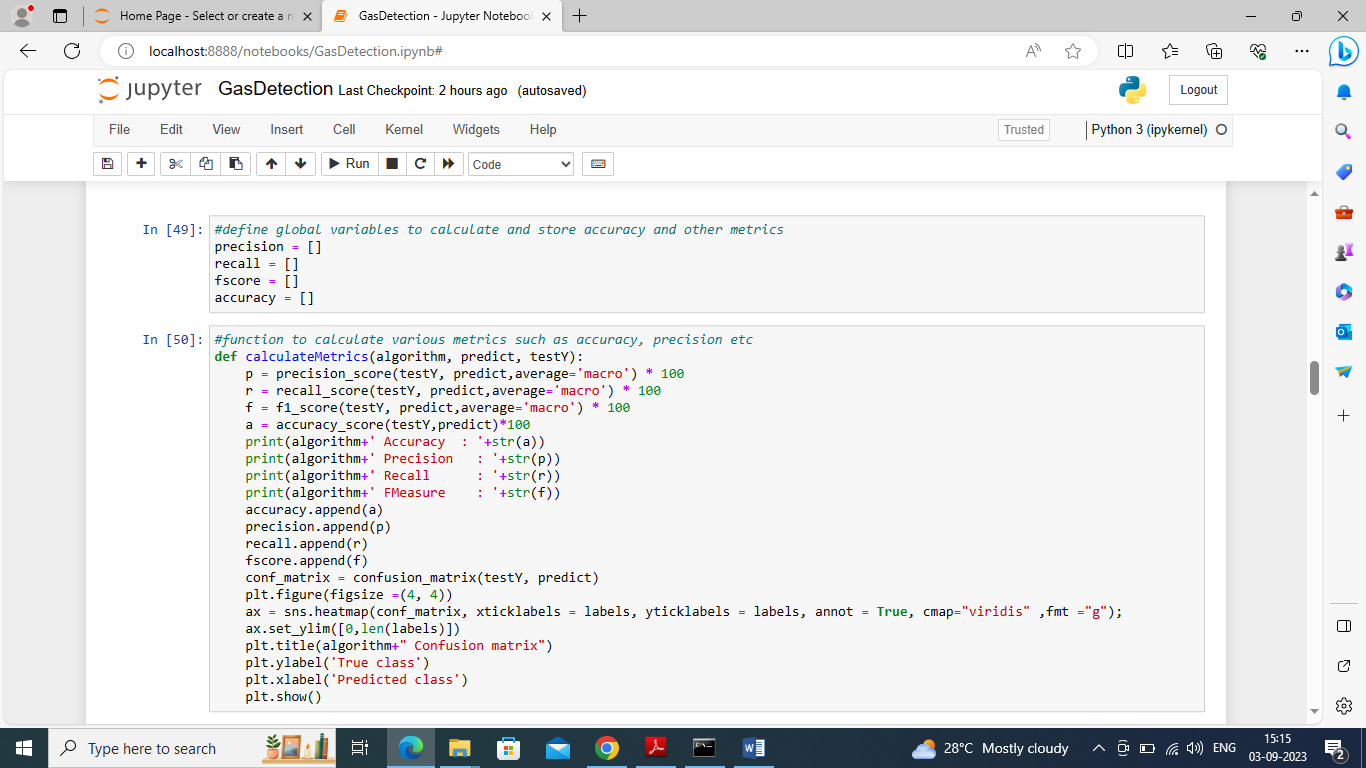 Home Page - Select or create a n
GasDetection - Jupyter Noteboo
localhost:8888/notebooks/GasDetection.ipynb#
jupyter GasDetection Last Checkpoint: 2 hours ago (autosaved)
Logout
File Edit View Insert Cell Kernel Widgets Help
Trusted
Python 3 (ipykernel)
Run
Code
In [49]: #define global variables to calculate and store accuracy and other metrics
precision = []
recall = []
fscore = []
accuracy = []
In [50]: #function to calculate various metrics such as accuracy, precision etc
def calculateMetrics(algorithm, predict, testY):
    p = precision_score(testY, predict,average='macro') * 100
    r = recall_score(testY, predict,average='macro') * 100
    f = f1_score(testY, predict,average='macro') * 100
    a = accuracy_score(testY,predict)*100
    print(algorithm+' Accuracy  : '+str(a))
    print(algorithm+' Precision   : '+str(p))
    print(algorithm+' Recall      : '+str(r))
    print(algorithm+' FMeasure    : '+str(f))
    accuracy.append(a)
    precision.append(p)
    recall.append(r)
    fscore.append(f)
    conf_matrix = confusion_matrix(testY, predict)
    plt.figure(figsize =(4, 4))
    ax = sns.heatmap(conf_matrix, xticklabels = labels, yticklabels = labels, annot = True, cmap="viridis" ,fmt ="g");
    ax.set_ylim([0,len(labels)])
    plt.title(algorithm+" Confusion matrix")
    plt.ylabel('True class')
    plt.xlabel('Predicted class')
    plt.show()
Type here to search
28°C Mostly cloudy
ENG
15:15
03-09-2023
2